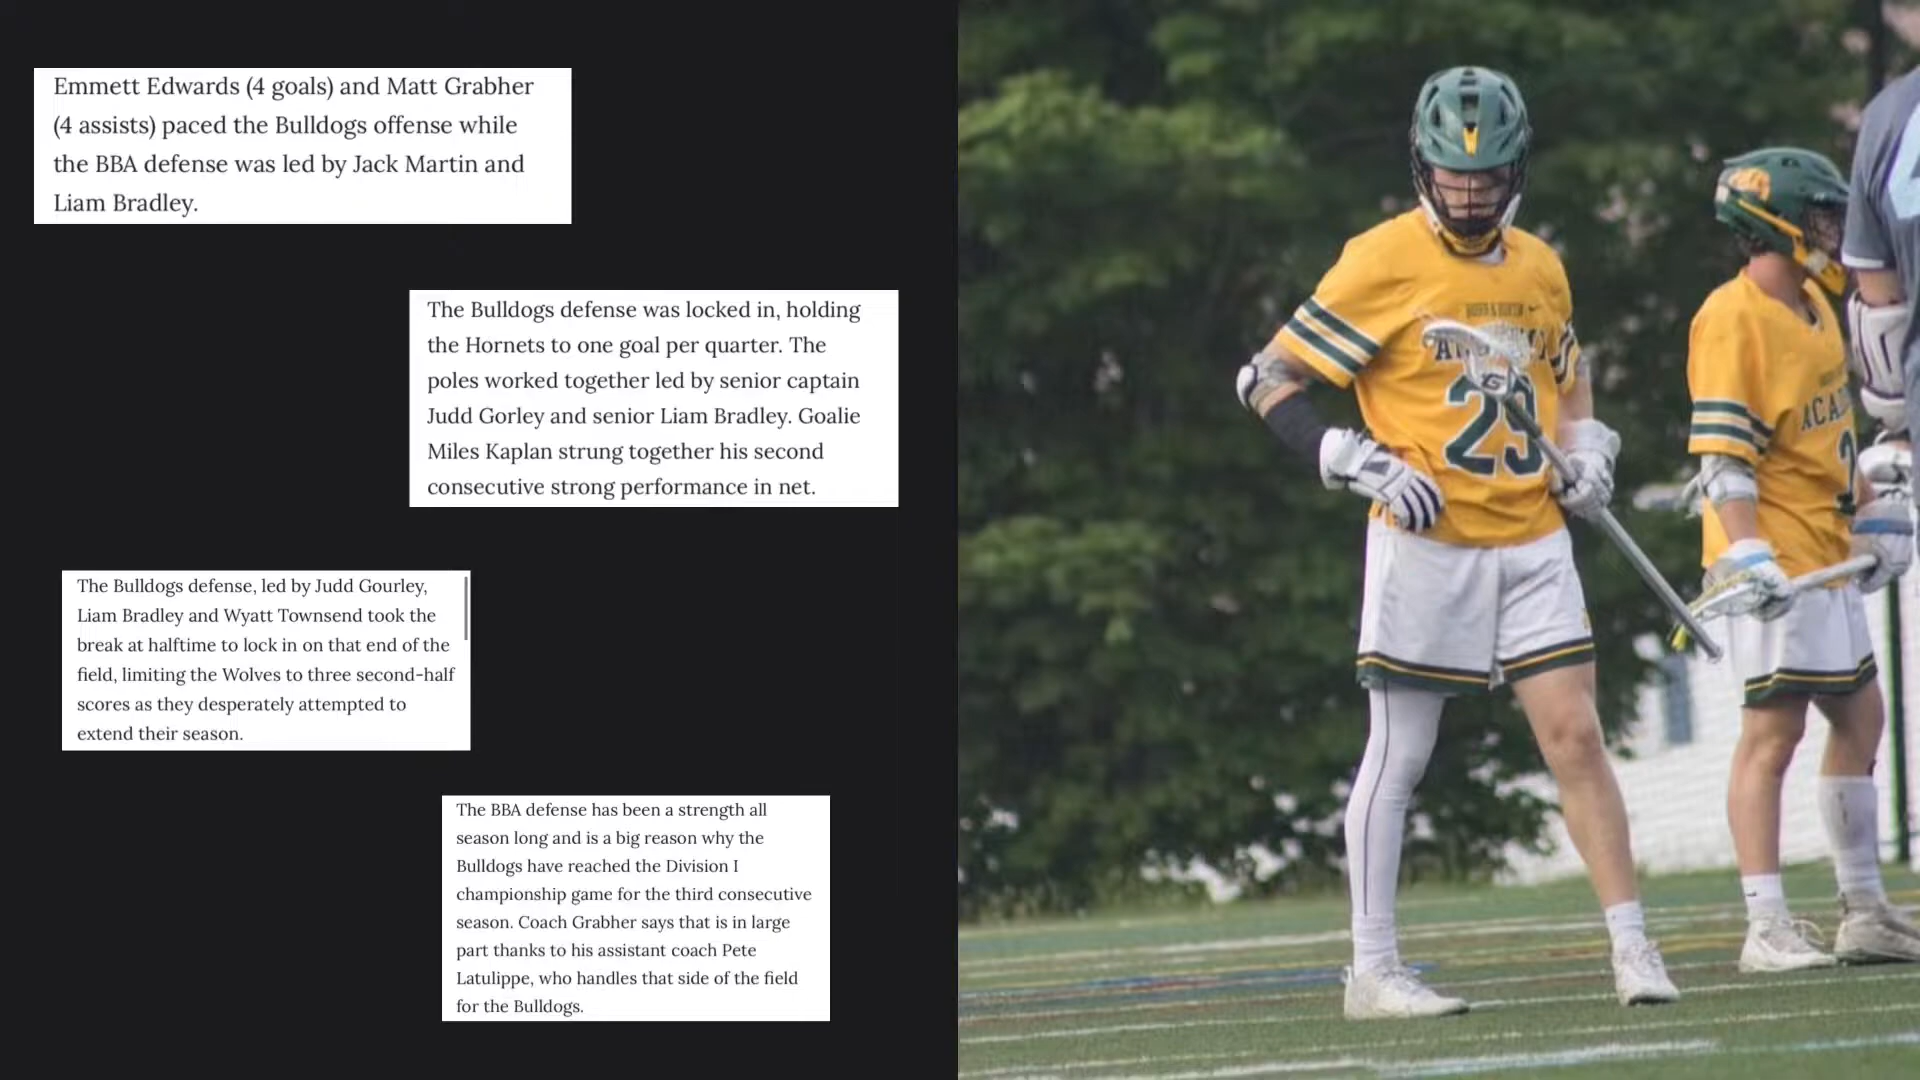 Emmett Edwards (4 goals) and Matt Grabher
(4 assists) paced the Bulldogs offense while
the BBA defense was led by Jack Martin and
Liam Bradley.
The Bulldogs defense was locked in, holding
the Hornets to one goal per quarter. The
poles worked together led by senior captain
Judd Gorley and senior Liam Bradley. Goalie
Miles Kaplan strung together his second
consecutive strong performance in net.
The Bulldogs defense, led by Judd Gourley,
Liam Bradley and Wyatt Townsend took the
break at halftime to lock in on that end of the
field, limiting the Wolves to three second-half
scores as they desperately attempted to
extend their season.
The BBA defense has been a strength all
season long and is a big reason why the
Bulldogs have reached the Division I
championship game for the third consecutive
season. Coach Grabher says that is in large
part thanks to his assistant coach Pete
Latulippe, who handles that side of the field
for the Bulldogs.
29